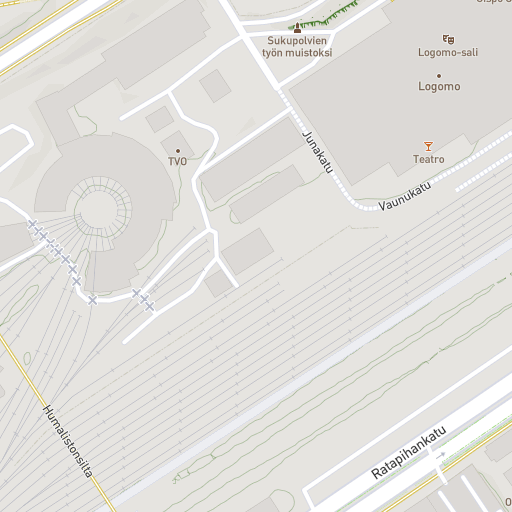 Sukupolvien
työn muistoksi
Logomo-sali
Logomo
Teatro
Junakatu
TVO
Vaunukatu
Humalistonsilta
Ratapihankatu